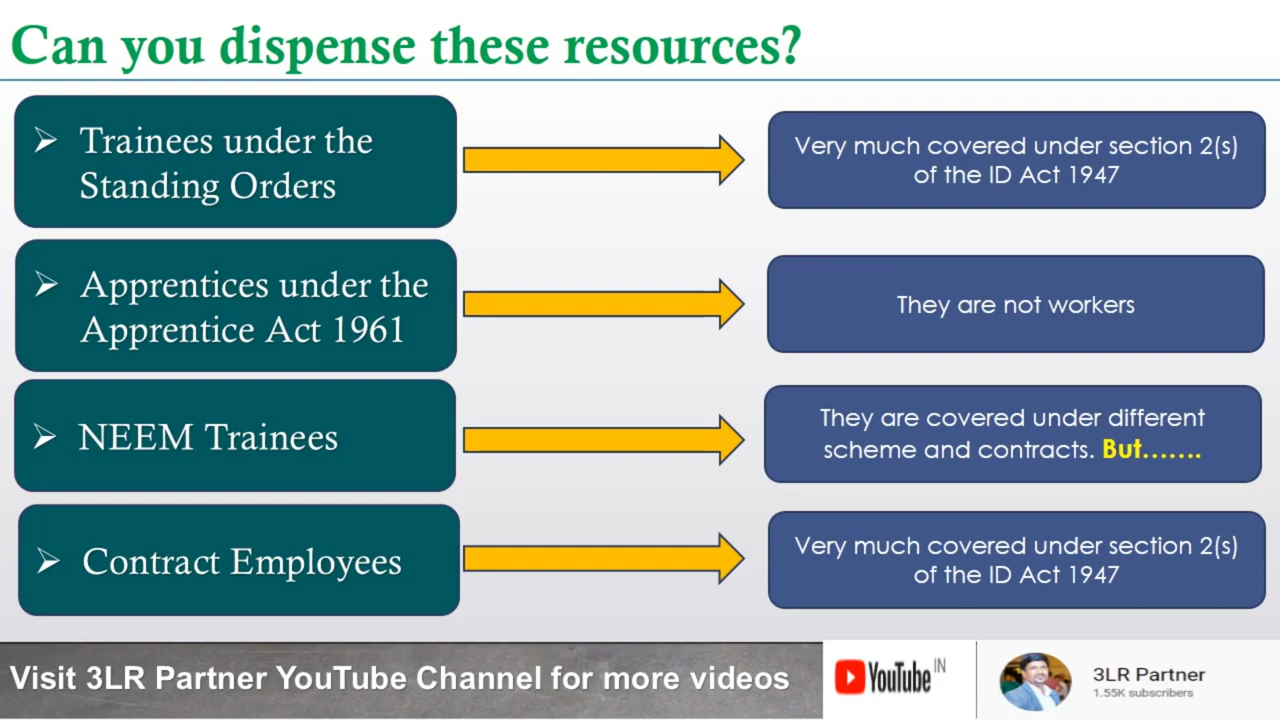 Can you dispense these resources?
➢ Trainees under the
Standing Orders
Very much covered under section 2(s)
of the ID Act 1947
➢ Apprentices under the
Apprentice Act 1961
They are not workers
➢ NEEM Trainees
They are covered under different
scheme and contracts. But…….
➢ Contract Employees
Very much covered under section 2(s)
of the ID Act 1947
Visit 3LR Partner YouTube Channel for more videos
YouTube IN
3LR Partner
1.55K subscribers